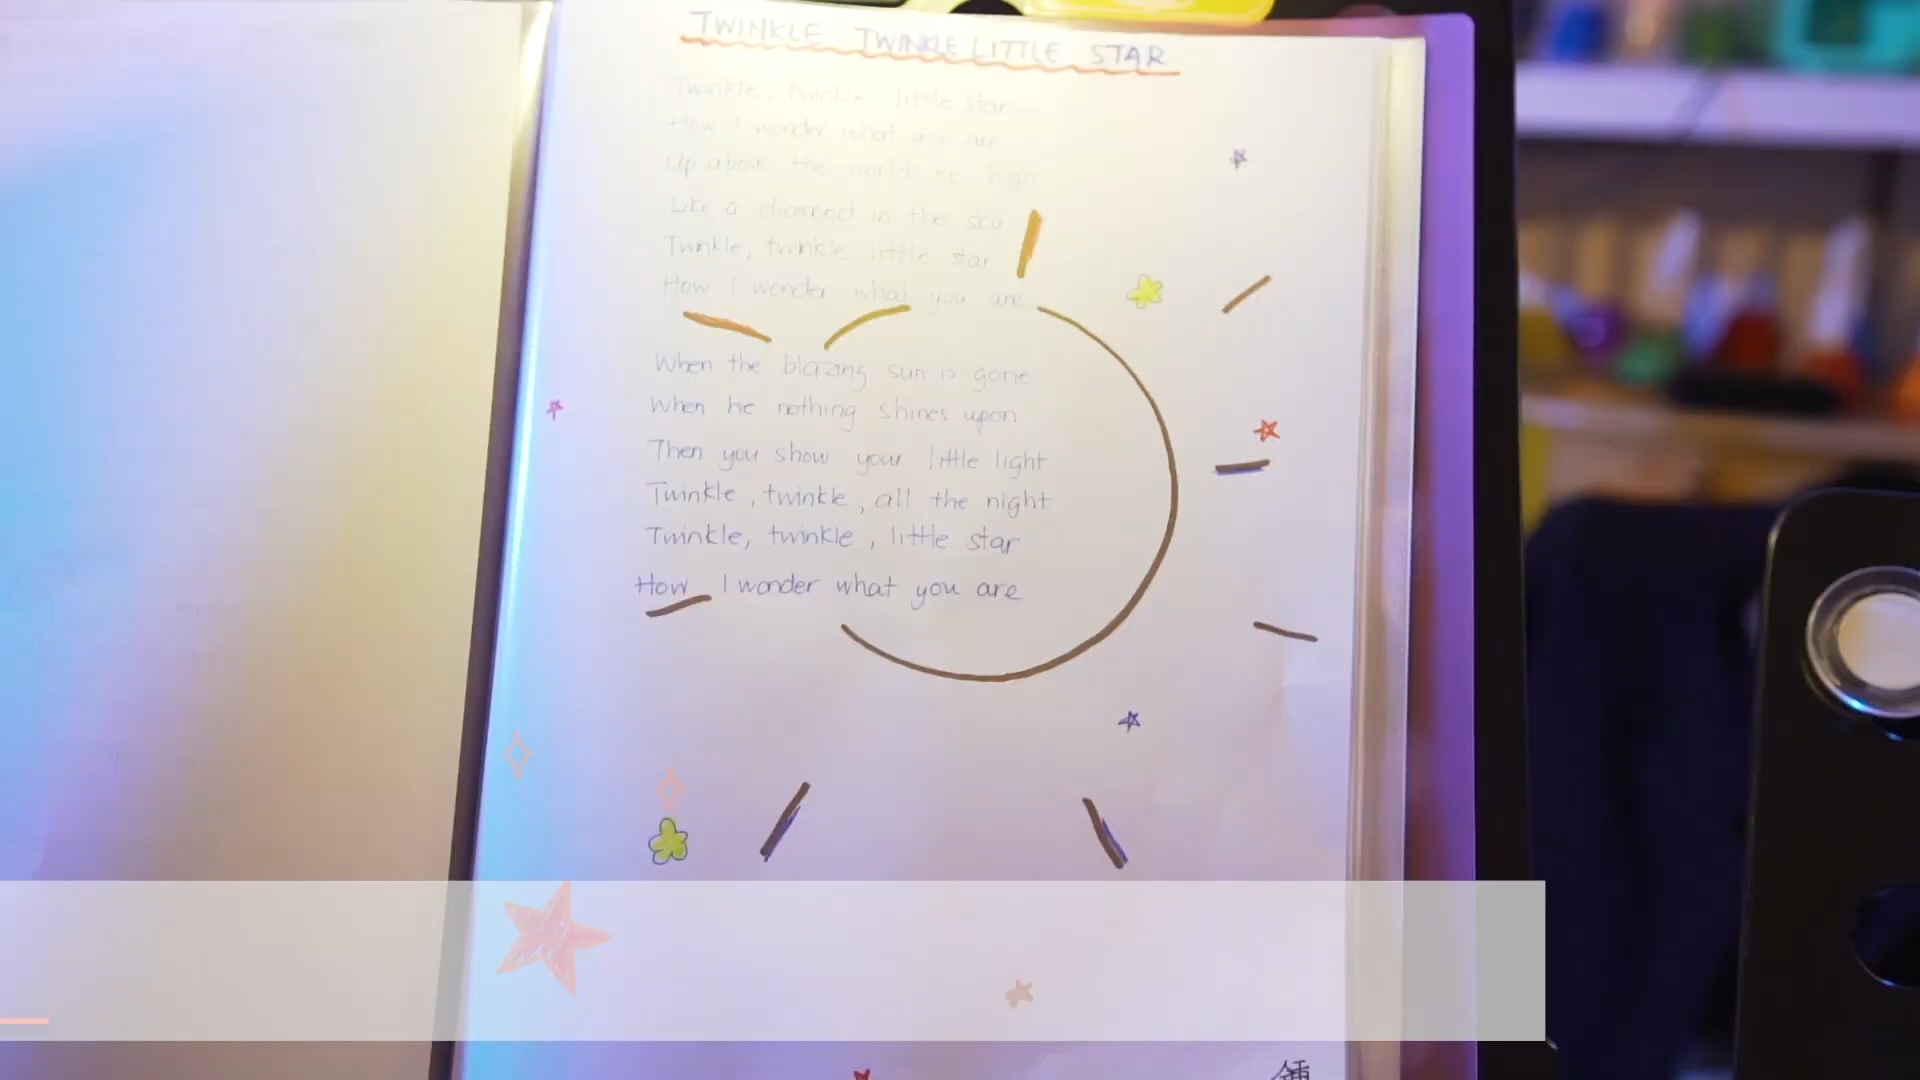 TWINKLE TWINKLE LITTLE STAR
Twinkle, twinkle, little star
How I wonder what you are
Up above the world so high
Like a diamond in the sky
Twinkle, twinkle little star
How I wonder what you are
When the blazing sun is gone
When he nothing shines upon
Then you show your little light
Twinkle, twinkle, all the night
Twinkle, twinkle, little star
How I wonder what you are